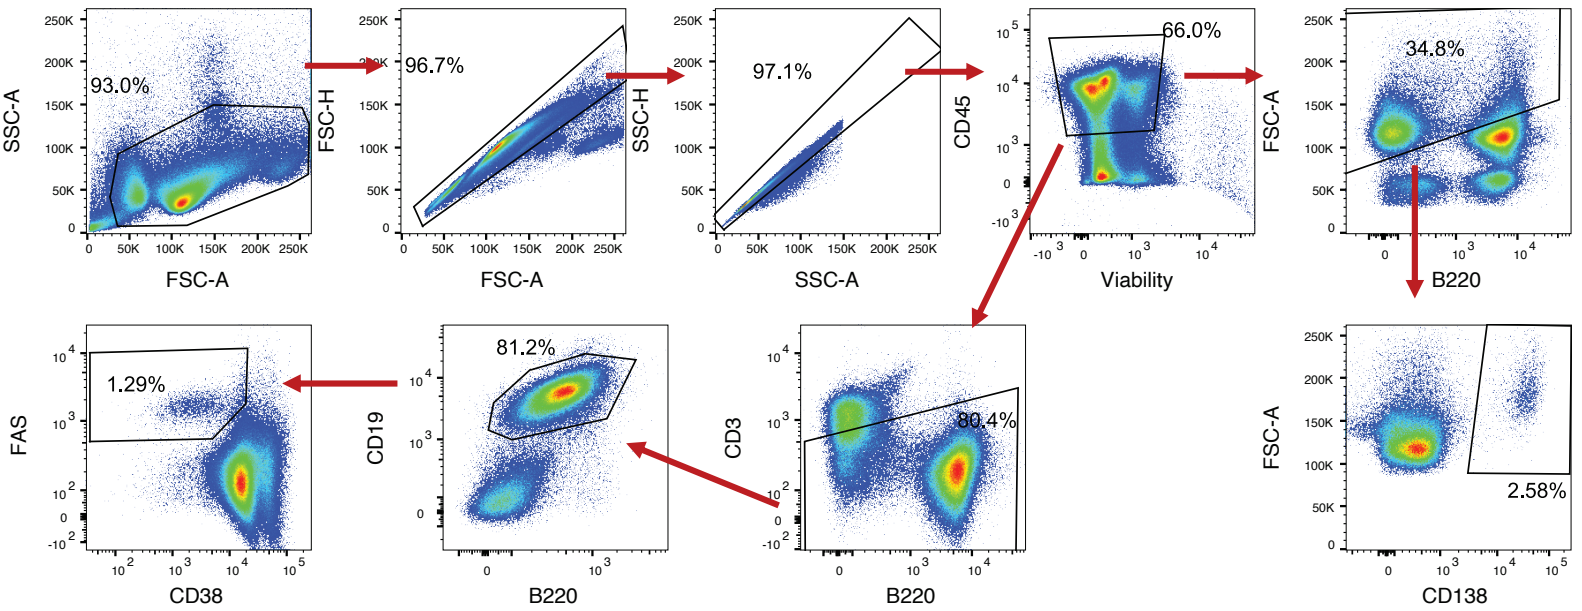 SSC-A
250K
200K
150K
100K
50K
0
93.0%
0
50K
100K
150K
200K
250K
FSC-A
FSC-H
250K
200K
150K
100K
50K
0
96.7%
0
50K
100K
150K
200K
250K
FSC-A
SSC-H
250K
200K
150K
100K
50K
0
97.1%
0
50K
100K
150K
200K
250K
SSC-A
CD45
10 5
10 4
10 3
0
-10 3
66.0%
-10 3
0
10 3
10 4
Viability
FSC-A
250K
200K
150K
100K
50K
0
34.8%
0
10 3
10 4
B220
FAS
10 4
10 3
10 2
0
-10 2
1.29%
10 2
10 3
10 4
10 5
CD38
CD19
10 4
10 3
0
81.2%
0
10 3
B220
CD3
10 4
10 3
10 2
0
-10 2
80.4%
0
10 3
10 4
B220
FSC-A
250K
200K
150K
100K
50K
0
2.58%
0
10 3
10 4
10 5
CD138